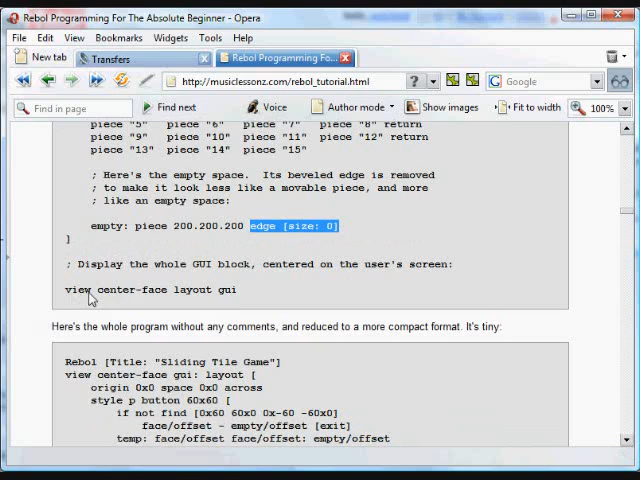 Rebol Programming For The Absolute Beginner - Opera
File Edit View Bookmarks Widgets Tools Help
New tab Transfers Rebol Programming Fo...
http://musiclessonz.com/rebol_tutorial.html ? Google
Find in page Find next Voice Author mode Show images Fit to width 100%
piece "5" piece "6" piece "7" piece "8" return
piece "9" piece "10" piece "11" piece "12" return
piece "13" piece "14" piece "15"
; Here's the empty space. Its beveled edge is removed
; to make it look less like a movable piece, and more
; like an empty space:
empty: piece 200.200.200 edge [size: 0]
]
; Display the whole GUI block, centered on the user's screen:
view center-face layout gui
Here's the whole program without any comments, and reduced to a more compact format. It's tiny:
Rebol [Title: "Sliding Tile Game"]
view center-face gui: layout [
origin 0x0 space 0x0 across
style p button 60x60 [
if not find [0x60 60x0 0x-60 -60x0]
face/offset - empty/offset [exit]
temp: face/offset face/offset: empty/offset